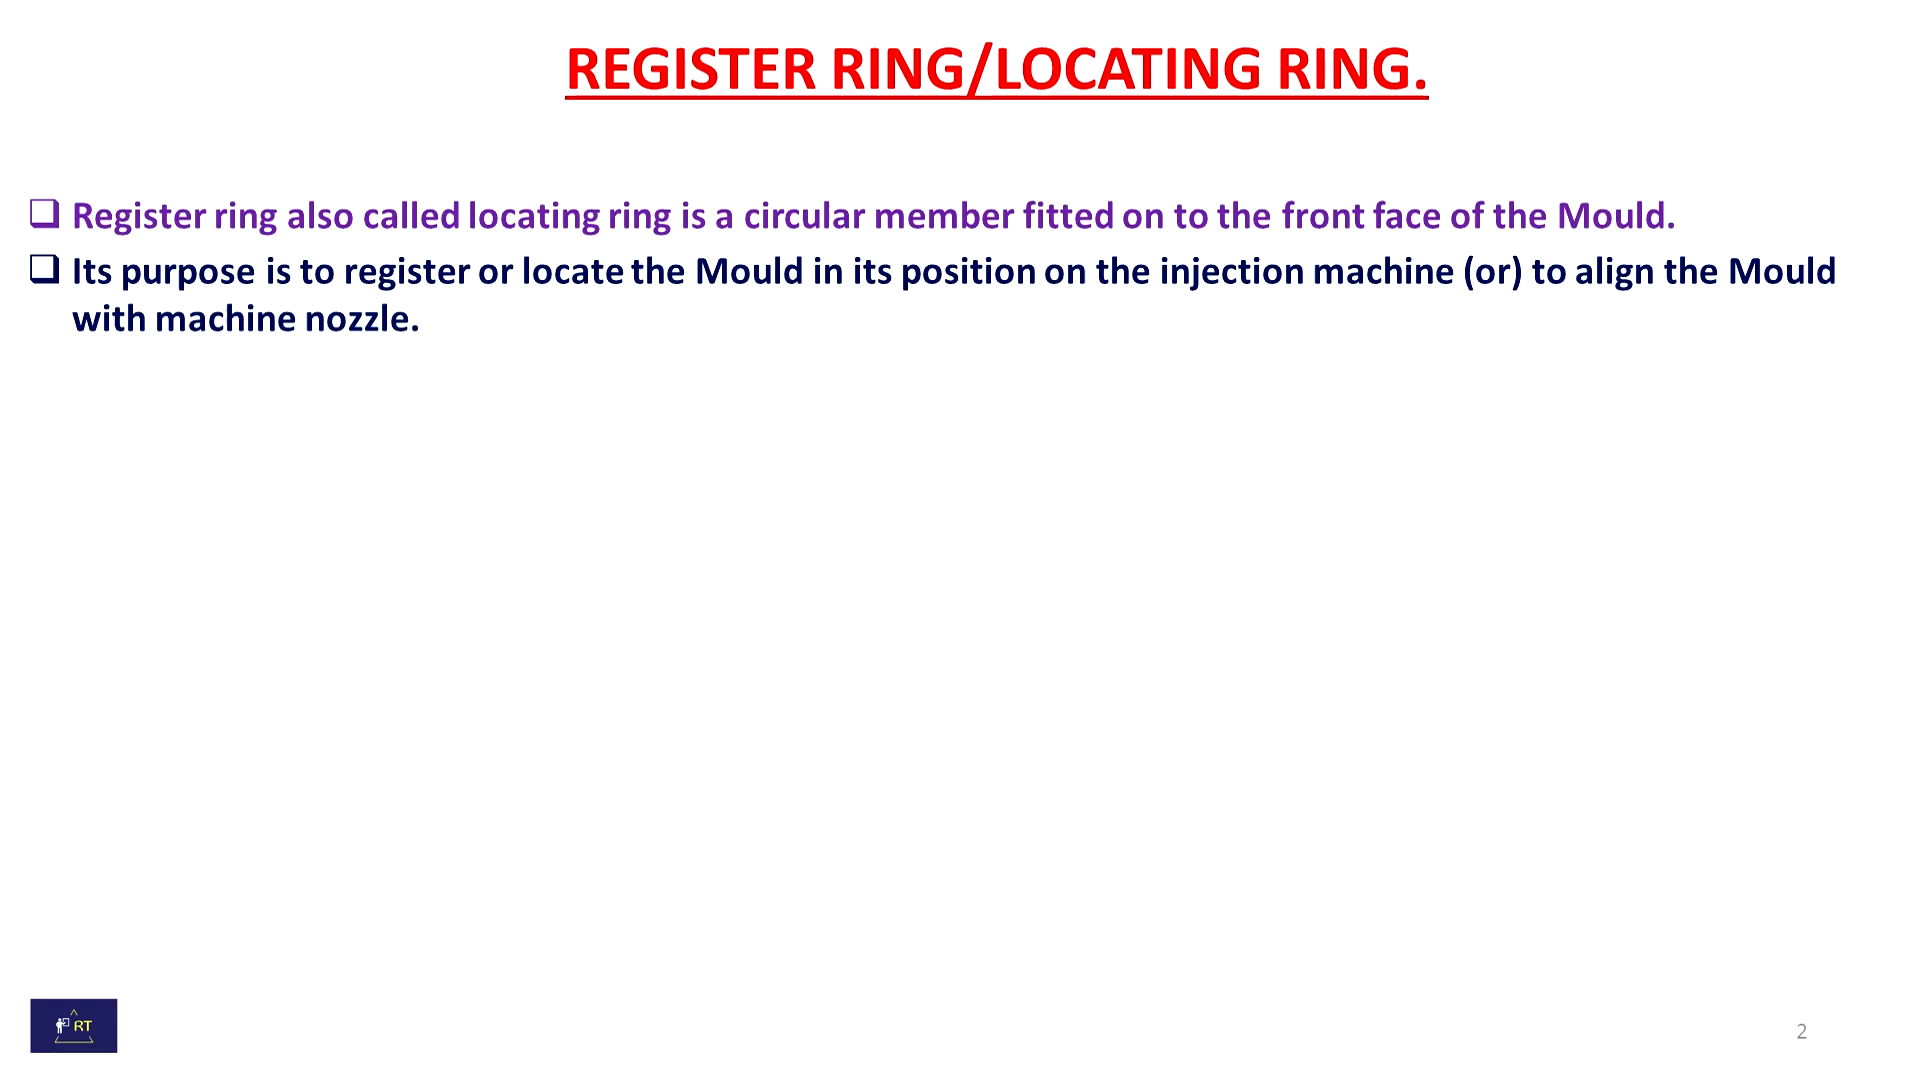 REGISTER RING/LOCATING RING.
Register ring also called locating ring is a circular member fitted on to the front face of the Mould.
Its purpose is to register or locate the Mould in its position on the injection machine (or) to align the Mould
with machine nozzle.
RT
2